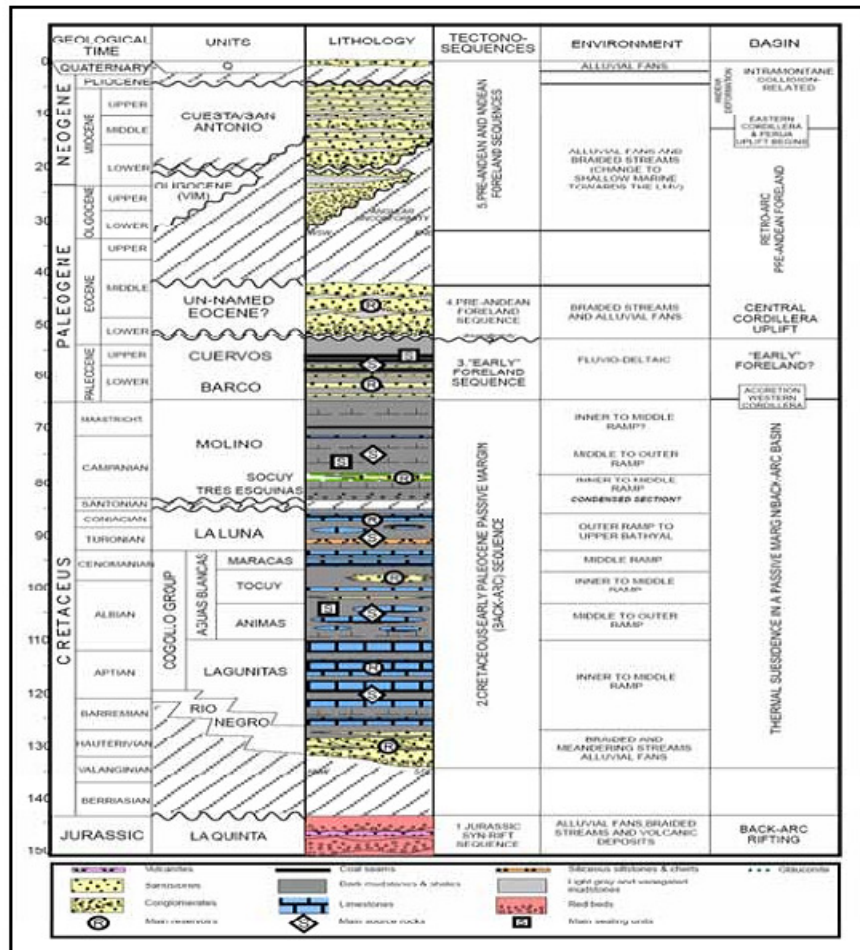 GEOLOGICAL TIME
UNITS
LITHOLOGY
TECTONO-SEQUENCES
ENVIRONMENT
BASIN
QUATERNARY
Q
ALLUVIAL FANS
PLIOCENE
INTRAMONTANE
COLLISION-
RELATED
DEFORMATION
NEOGENE
MIOCENE
UPPER
MIDDLE
LOWER
CUESTA/SAN
ANTONIO
EASTERN
CORDILLERA
& PERIJA
UPLIFT BEGINS
5.PRE-ANDEAN AND ANDEAN
FORELAND SEQUENCES
ALLUVIAL FANS AND
BRAIDED STREAMS
(CHANGE TO
SHALLOW MARINE
TOWARDS THE LMV)
RETRO-ARC
PRE-ANDEAN FORELAND
PALEOGENE
OLIGOCENE
(VIM)
UPPER
LOWER
ANGULAR
UNCONFORMITY
WSW
ENE
EOCENE
UPPER
MIDDLE
LOWER
UN-NAMED
EOCENE?
R
4.PRE-ANDEAN
FORELAND
SEQUENCE
BRAIDED STREAMS
AND ALLUVIAL FANS
CENTRAL
CORDILLERA
UPLIFT
UPPER
LOWER
CUERVOS
BARCO
S
S
R
3."EARLY"
FORELAND
SEQUENCE
FLUVIO-DELTAIC
"EARLY"
FORELAND?
ACCRETION
WESTERN
CORDILLERA
CRETACEUS
MAASTRICHT.
CAMPANIAN
SANTONIAN
CONIACIAN
TURONIAN
CENOMANIAN
ALBIAN
APTIAN
BARREMIAN
HAUTERIVIAN
VALANGINIAN
BERRIASIAN
MOLINO
SOCUY
TRES ESQUINAS
LA LUNA
COGOLLO GROUP
AGUAS BLANCAS
MARACAS
TOCUY
ANIMAS
LAGUNITAS
RIO
NEGRO
S
S
R
R
S
R
S
S
R
S
R
2.CRETACEOUS-EARLY PALEOCENE PASSIVE MARGIN
(BACK-ARC) SEQUENCE
INNER TO MIDDLE
RAMP?
MIDDLE TO OUTER
RAMP
INNER TO MIDDLE
RAMP
CONDENSED SECTION?
OUTER RAMP TO
UPPER BATHYAL
MIDDLE RAMP
INNER TO MIDDLE
RAMP
MIDDLE TO OUTER
RAMP
INNER TO MIDDLE
RAMP
BRAIDED AND
MEANDERING STREAMS
ALLUVIAL FANS
THERMAL SUBSIDENCE IN A PASSIVE MARGIN/BACK-ARC BASIN
JURASSIC
LA QUINTA
1 JURASSIC
SYN-RIFT
SEQUENCE
ALLUVIAL FANS,BRAIDED
STREAMS AND VOLCANIC
DEPOSITS
BACK-ARC
RIFTING
0
5
10
15
20
30
40
50
60
70
80
90
100
110
120
130
140
150
Vulcanites
Coal seams
Siliceous siltstones & cherts
Glauconite
Sandstones
Dark mudstones & shales
Light gray and variegated
mudstones
Conglomerates
Limestones
Red beds
R
Main reservoirs
S
Main source rocks
S
Main sealing units